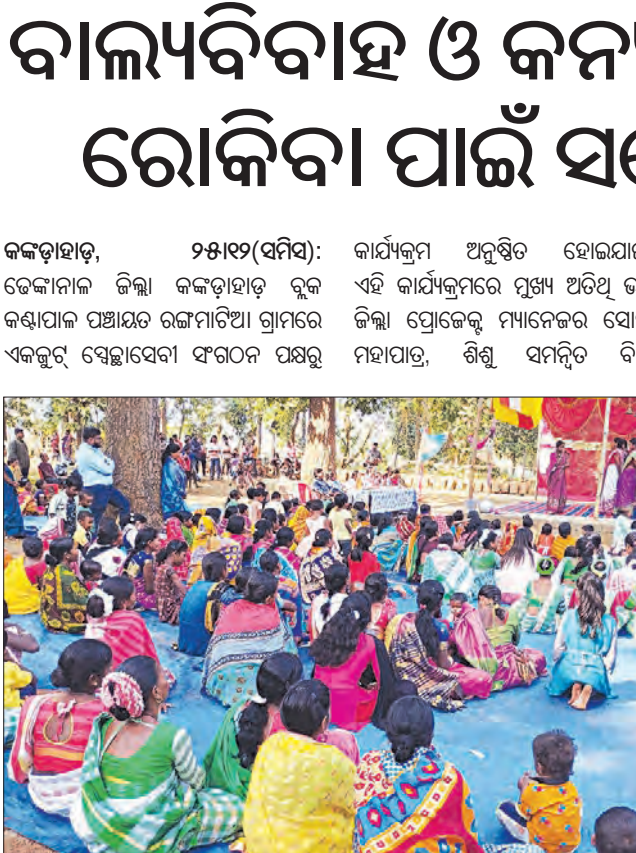 ବାଲ୍ୟବିବାହ ଓ
ରୋକିବା ପାଇଁ
କଙ୍କଡ଼ାହାଡ଼, ୨୫।୧୨(ସମିସ):
ଢେଙ୍କାନାଳ ଜିଲ୍ଲା କଙ୍କଡ଼ାହାଡ଼ ବ୍ଲକ
କଣ୍ଟାପାଳ ପଞ୍ଚାୟତ ରଙ୍ଗମାଟିଆ ଗ୍ରାମରେ
ଏକଜୁଟ୍ ସ୍ୱେଚ୍ଛାସେବୀ ସଂଗଠନ ପକ୍ଷରୁ
କାର୍ଯ୍ୟକ୍ରମ ଅନୁଷ୍ଠିତ
ଏହି କାର୍ଯ୍ୟକ୍ରମରେ ମୁଖ୍ୟ ଅତିଥି
ଜିଲ୍ଲା ପ୍ରୋଜେକ୍ଟ ମ୍ୟାନେଜର
ମହାପାତ୍ର, ଶିଶୁ ସମନ୍ୱିତ